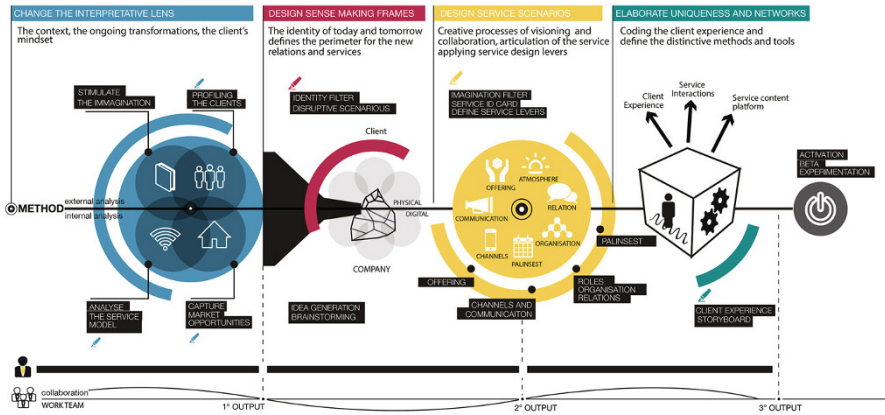 CHANGE THE INTERPRETATIVE LENS
The context, the ongoing transformations, the client's
mindset
DESIGN SENSE MAKING FRAMES
The identity of today and tomorrow
defines the perimeter for the new
relations and services
DESIGN SERVICE SCENARIOS
Creative processes of visioning and
collaboration, articulation of the service
applying service design levers
ELABORATE UNIQUENESS AND NETWORKS
Coding the client experience and
define the distinctive methods and tools
STIMULATE
THE IMMAGINATION
PROFILING
THE CLIENTS
IDENTITY FILTER
DISRUPTIVE SCENARIOUS
IMAGINATION FILTER
SERVICE ID CARD
DEFINE SERVICE LEVERS
Client
Experience
Service
Interactions
Service content
platform
Client
ACTIVATION
BETA
EXPERIMENTATION
METHOD
external analysis
internal analysis
PHYSICAL
DIGITAL
COMPANY
OFFERING
ATMOSPHERE
COMMUNICATION
RELATION
CHANNELS
PALINSEST
ORGANISATION
PALINSEST
OFFERING
CHANNELS AND
COMMUNICAITON
ROLES
ORGANISATION
RELATIONS
ANALYSE
THE SERVICE
MODEL
CAPTURE
MARKET
OPPORTUNITIES
IDEA GENERATION
BRAINSTORMING
CLIENT EXPERIENCE
STORYBOARD
collaboration
WORK TEAM
1° OUTPUT
2° OUTPUT
3° OUTPUT